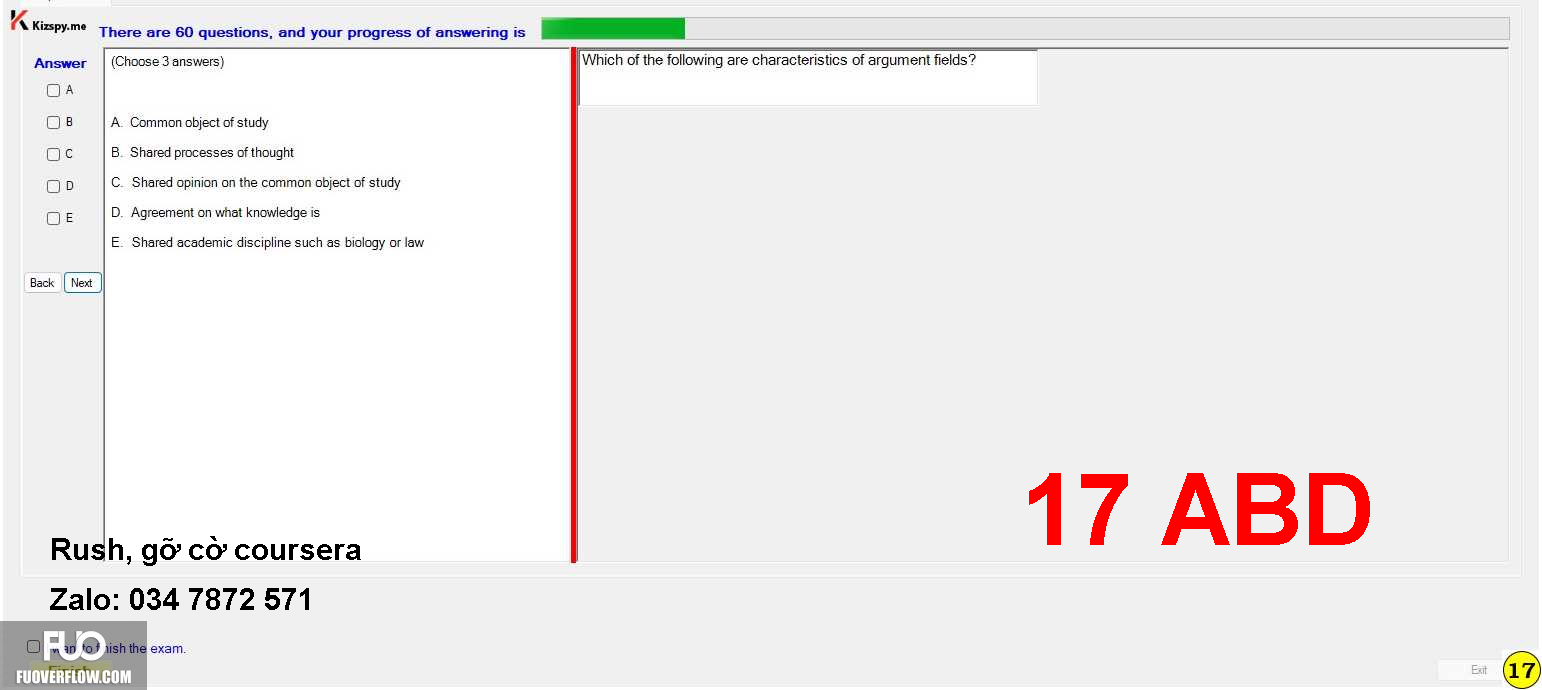 Kizspy.me
There are 60 questions, and your progress of answering is
Answer
A
B
C
D
E
Back Next
(Choose 3 answers)
A. Common object of study
B. Shared processes of thought
C. Shared opinion on the common object of study
D. Agreement on what knowledge is
E. Shared academic discipline such as biology or law
Which of the following are characteristics of argument fields?
17 ABD
Rush, gỡ cờ coursera
Zalo: 034 7872 571
FUO
FUOVERFLOW.COM
want to finish the exam.
Finish
Exit
17